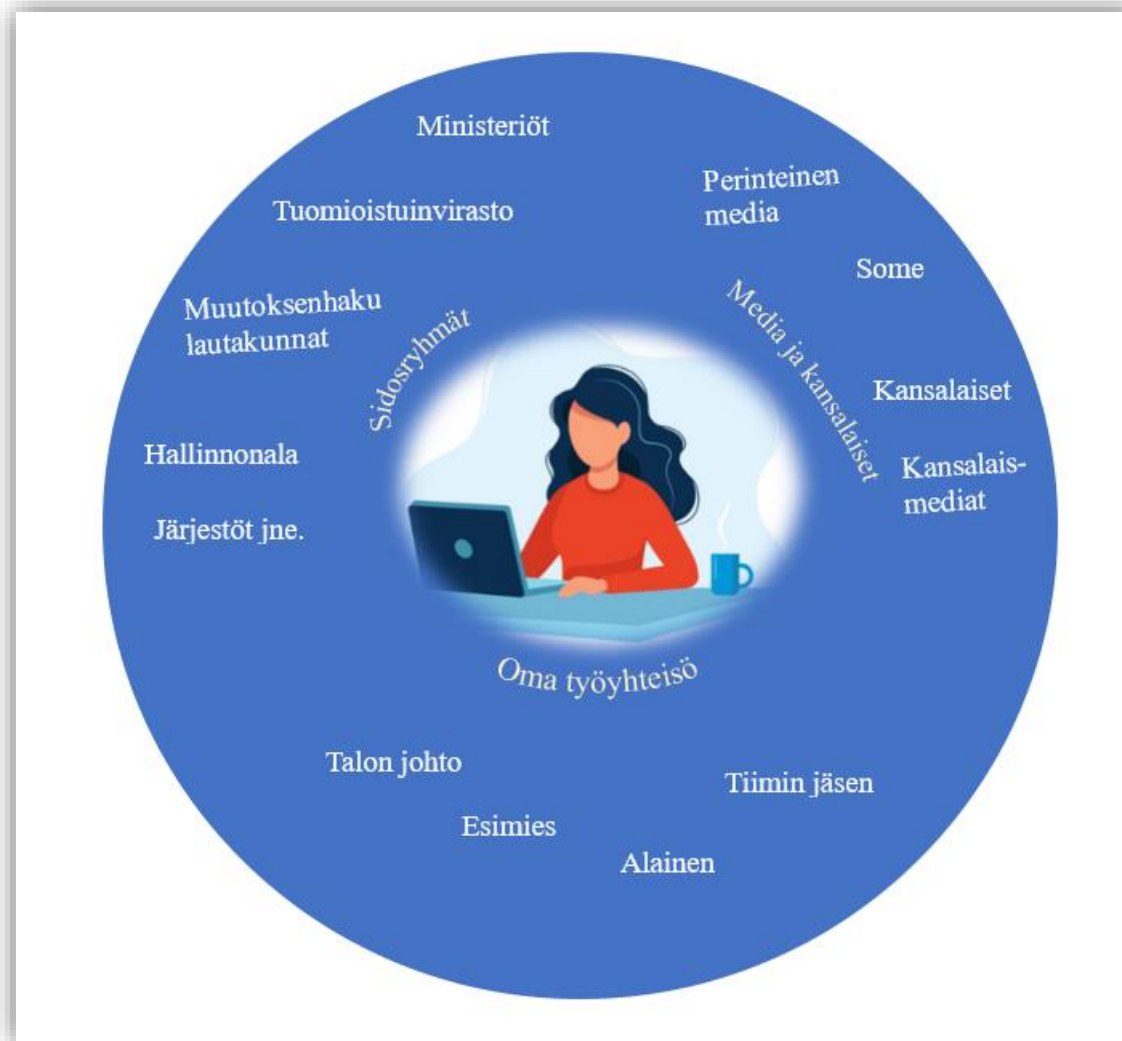 Ministeriöt
Perinteinen
media
Tuomioistuinvirasto
Some
Muutoksenhaku
lautakunnat
Sidosryhmät
Media ja kansalaiset
Kansalaiset
Hallinnonala
Kansalais-
mediat
Järjestöt jne.
Oma työyhteisö
Talon johto
Tiimin jäsen
Esimies
Alainen